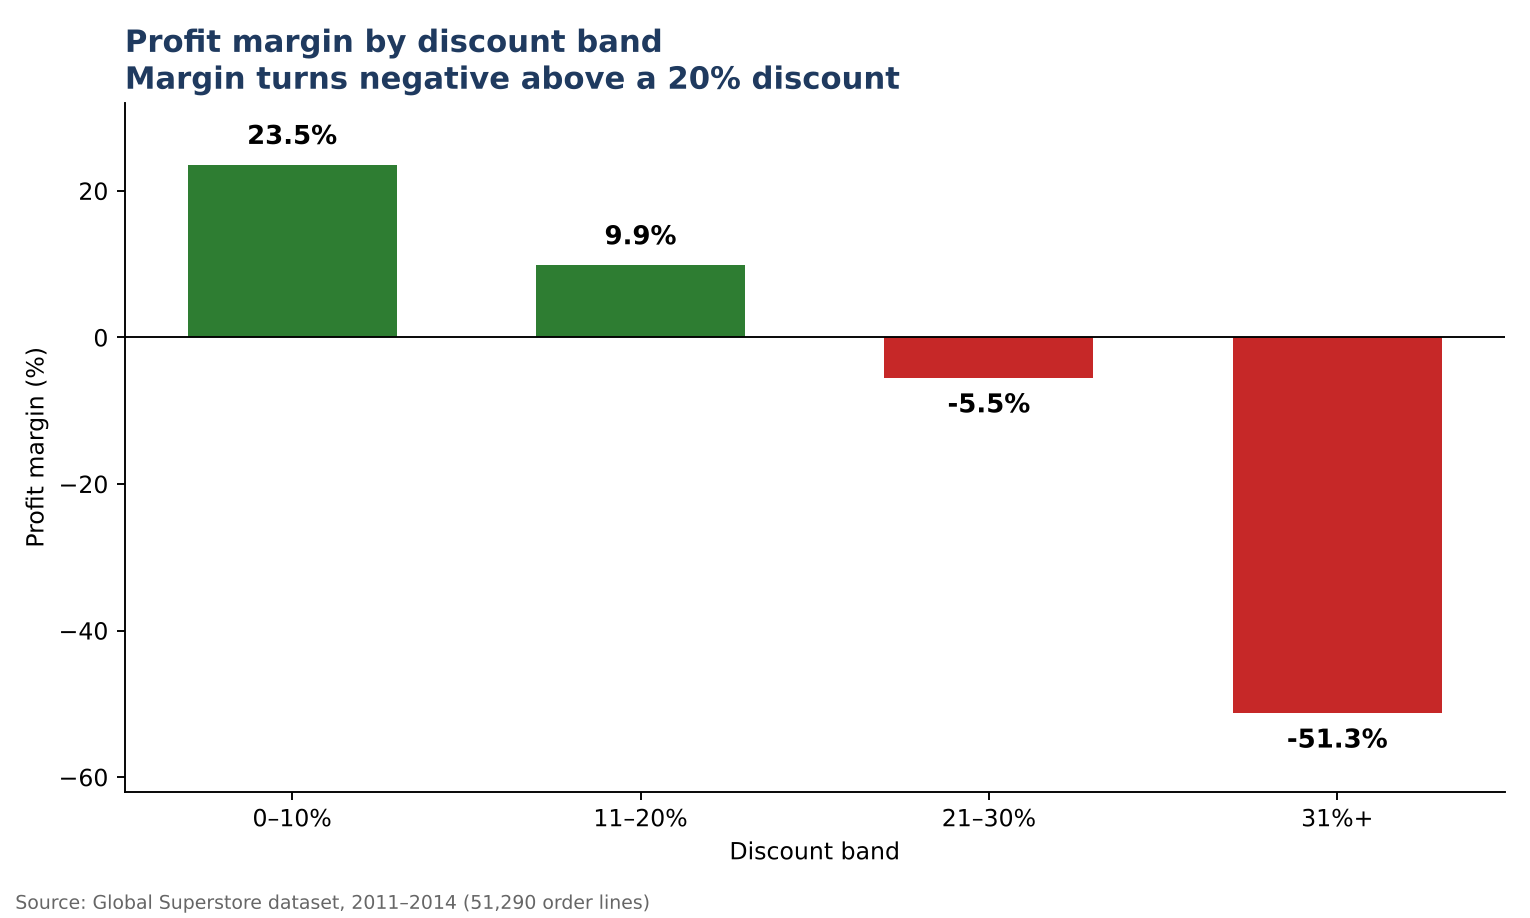 Profit margin by discount band
Margin turns negative above a 20% discount
23.5%
9.9%
-5.5%
-51.3%
20
0
−20
−40
−60
Profit margin (%)
0–10%
11–20%
21–30%
31%+
Discount band
Source: Global Superstore dataset, 2011–2014 (51,290 order lines)